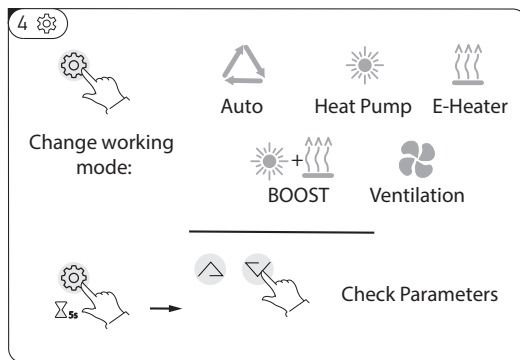 4
Auto
Heat Pump
E-Heater
Change working
mode:
+
BOOST
Ventilation
5s
Check Parameters